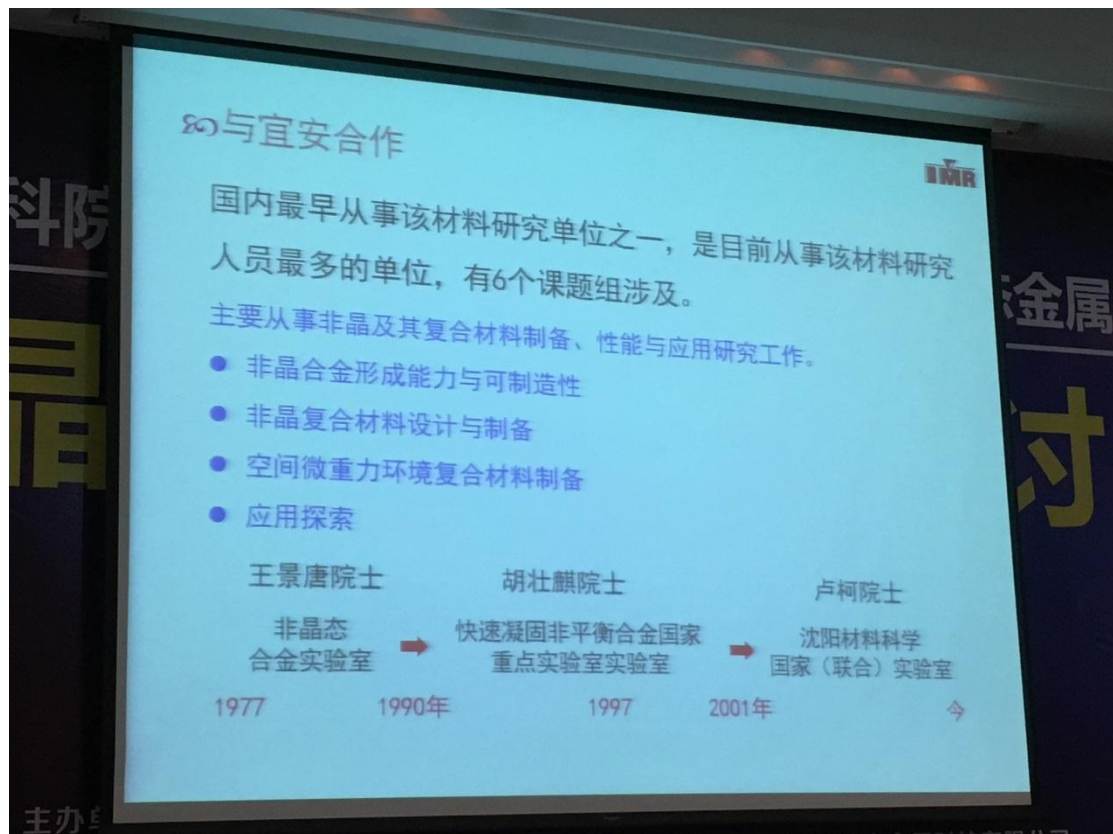 与宜安合作
IMR
国内最早从事该材料研究单位之一，是目前从事该材料研究
人员最多的单位，有6个课题组涉及。
主要从事非晶及其复合材料制备、性能与应用研究工作。
● 非晶合金形成能力与可制造性
● 非晶复合材料设计与制备
● 空间微重力环境复合材料制备
● 应用探索
王景唐院士 胡壮麒院士 卢柯院士
非晶态 快速凝固非平衡合金国家 沈阳材料科学
合金实验室 重点实验室实验室 国家（联合）实验室
1977 1990年 1997 2001年 今
科院
晶
金属
讨
主办